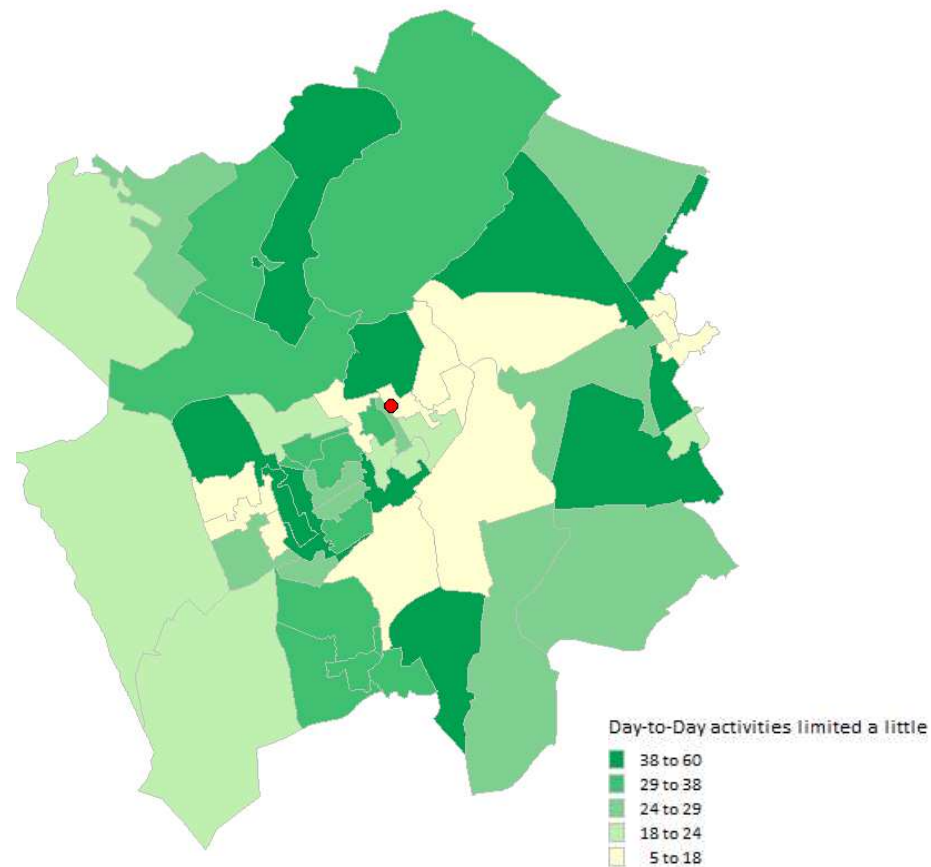 Day-to-Day activities limited a little
38 to 60
29 to 38
24 to 29
18 to 24
5 to 18